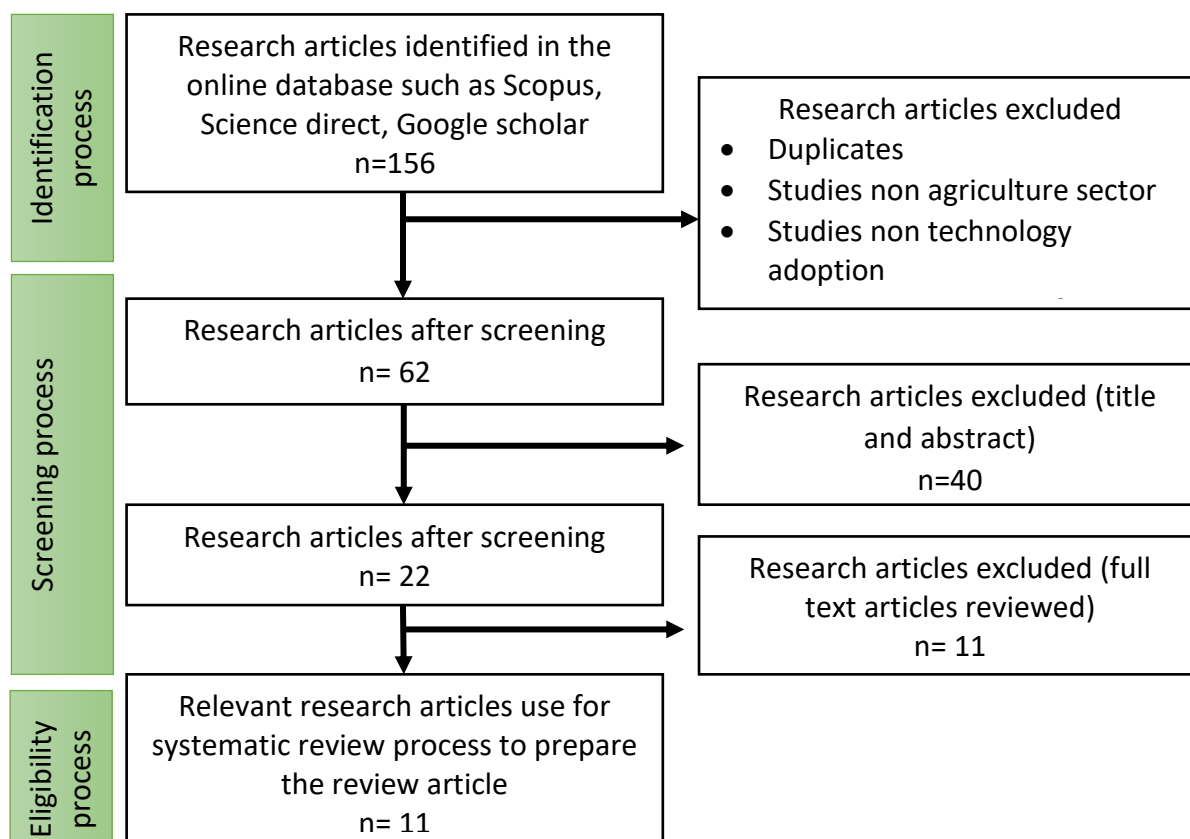 Identification
process
Research articles identified in the
online database such as Scopus,
Science direct, Google scholar
n=156
Research articles excluded
• Duplicates
• Studies non agriculture sector
• Studies non technology
adoption
Screening process
Research articles after screening
n= 62
Research articles excluded (title
and abstract)
n=40
Research articles after screening
n= 22
Research articles excluded (full
text articles reviewed)
n= 11
Eligibility
process
Relevant research articles use for
systematic review process to prepare
the review article
n= 11